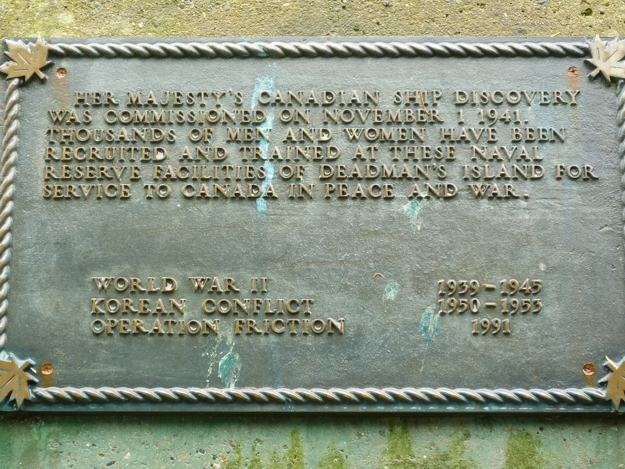 HER MAJESTY'S CANADIAN SHIP DISCOVERY
WAS COMMISSIONED ON NOVEMBER 1 1941.
THOUSANDS OF MEN AND WOMEN HAVE BEEN
RECRUITED AND TRAINED AT THESE NAVAL
RESERVE FACILITIES OF DEADMAN'S ISLAND FOR
SERVICE TO CANADA IN PEACE AND WAR.
WORLD WAR II 1939 - 1945
KOREAN CONFLICT 1950 - 1953
OPERATION FRICTION 1991